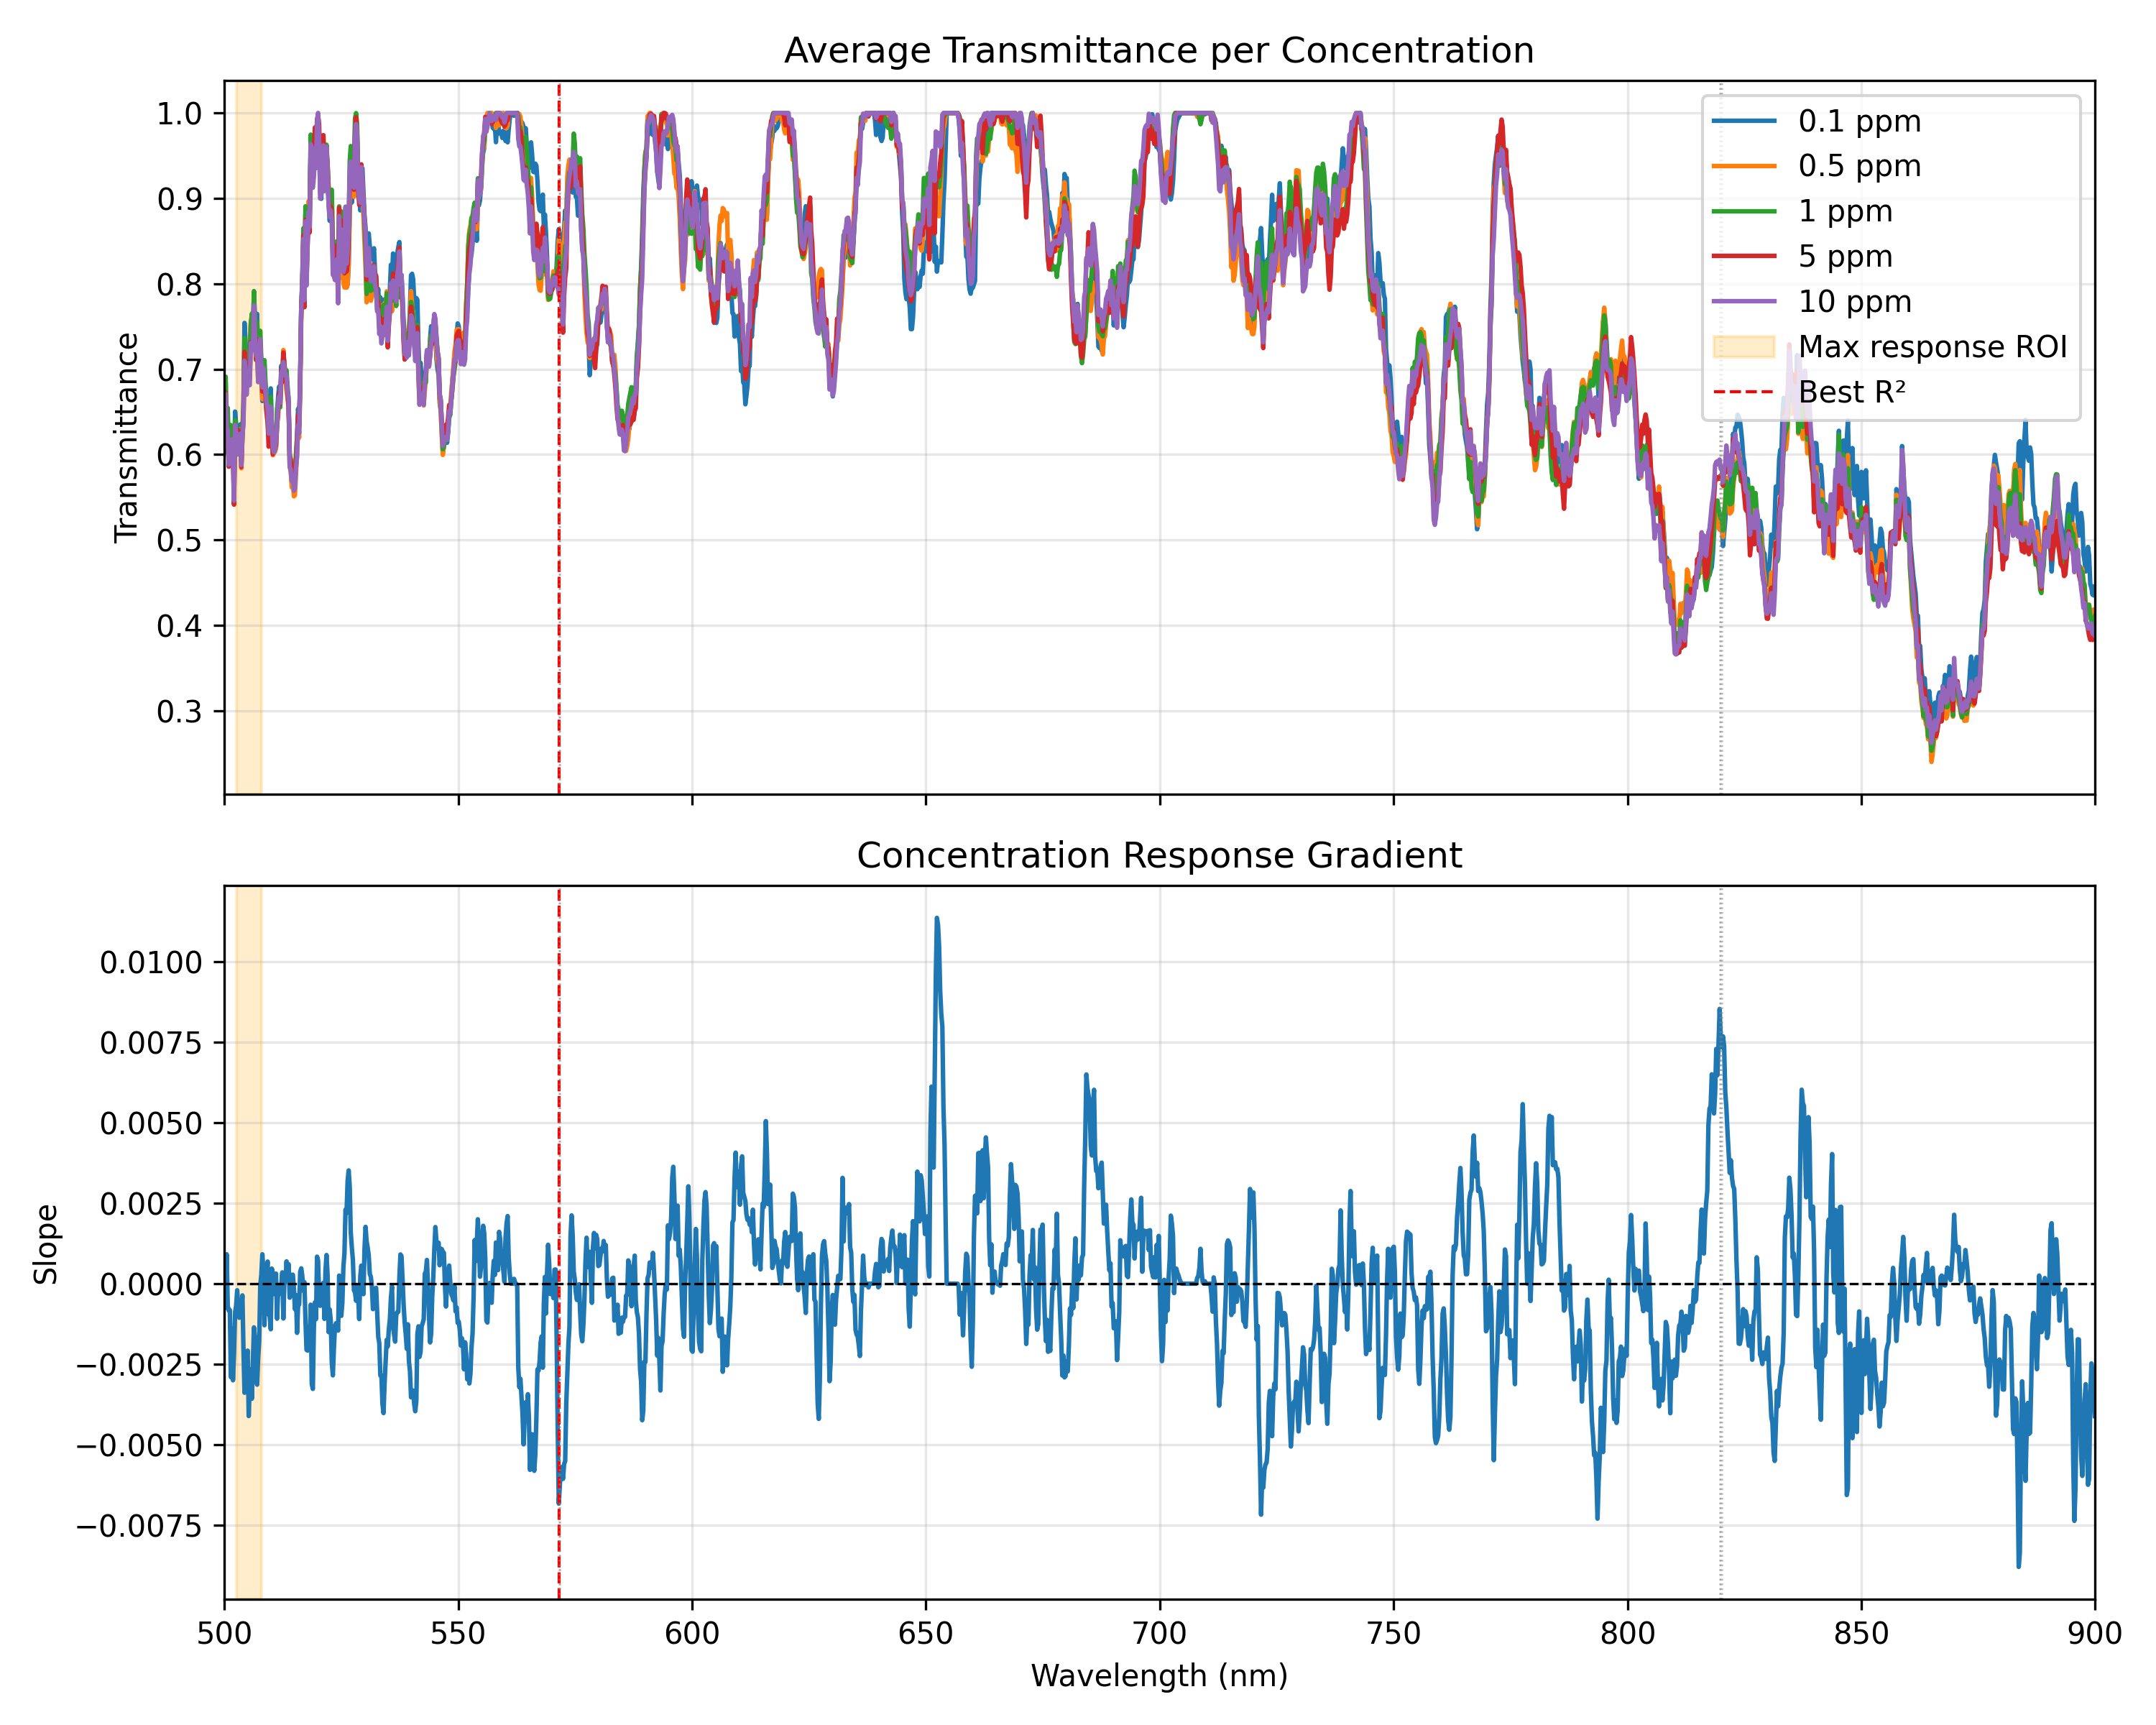 Average Transmittance per Concentration
Transmittance
1.0
0.9
0.8
0.7
0.6
0.5
0.4
0.3
0.1 ppm
0.5 ppm
1 ppm
5 ppm
10 ppm
Max response ROI
Best R²
Concentration Response Gradient
Slope
0.0100
0.0075
0.0050
0.0025
0.0000
−0.0025
−0.0050
−0.0075
500 550 600 650 700 750 800 850 900
Wavelength (nm)